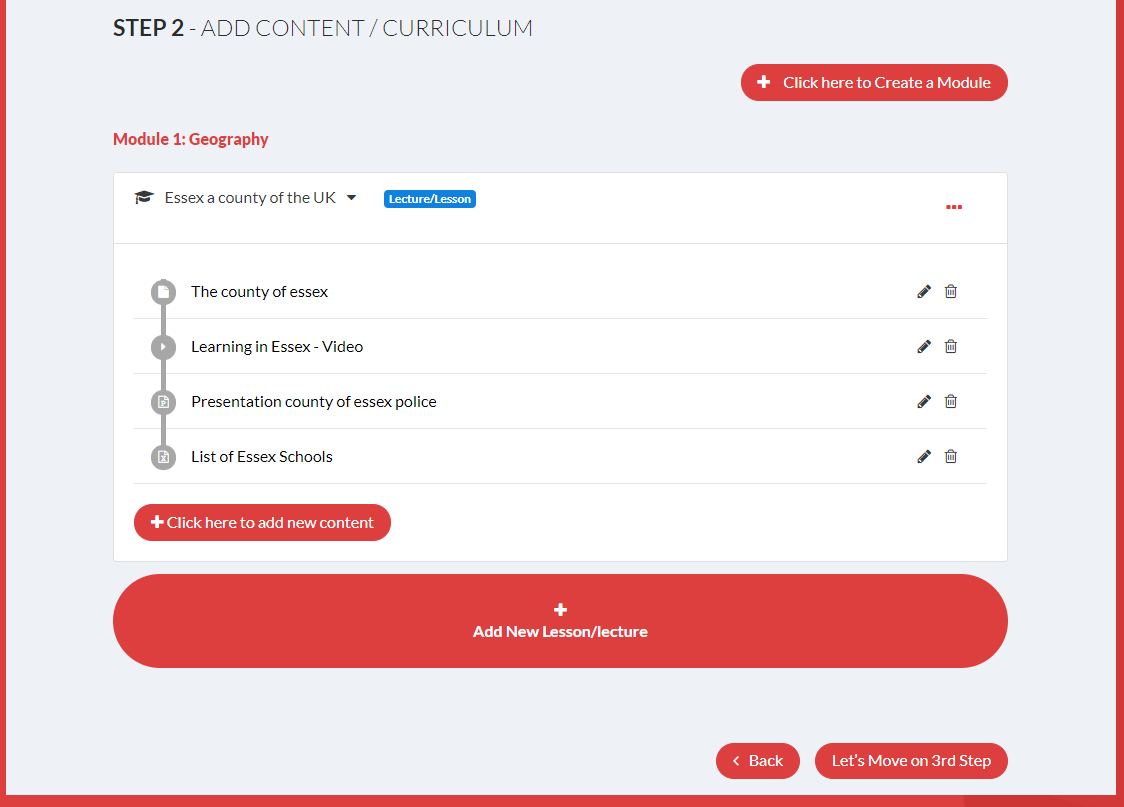 STEP 2 - ADD CONTENT / CURRICULUM
Click here to Create a Module
Module 1: Geography
Essex a county of the UK Lecture/Lesson
The county of essex
Learning in Essex - Video
Presentation county of essex police
List of Essex Schools
Click here to add new content
Add New Lesson/lecture
Back Let's Move on 3rd Step